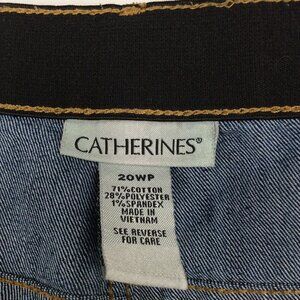 CATHERINES®
20WP
71%COTTON
28%POLYESTER
1%SPANDEX
MADE IN
VIETNAM
SEE REVERSE
FOR CARE